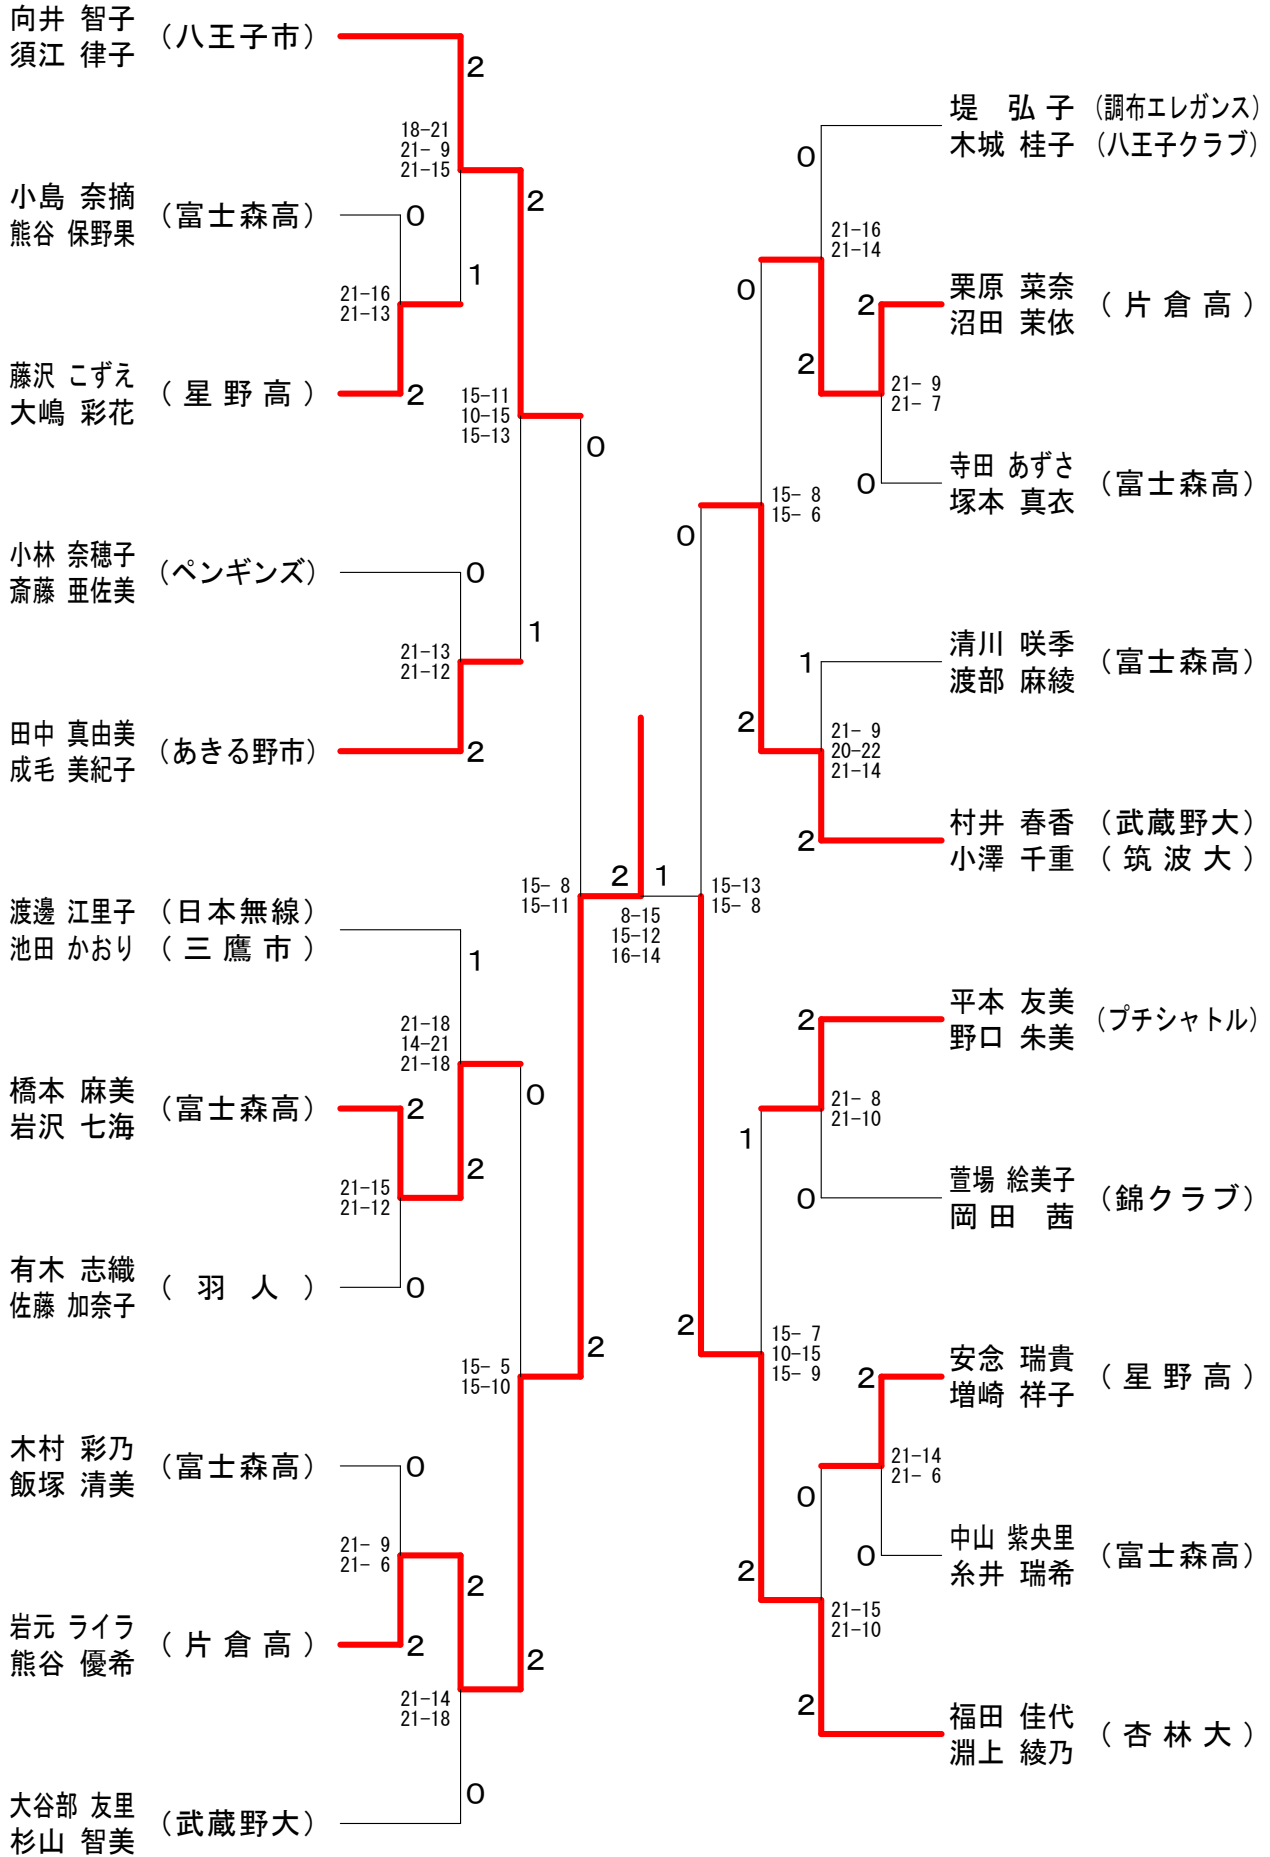 向井 智子
須江 律子
(八王子市)
2
18-21
21- 9
21-15
小島 奈摘
熊谷 保野果
(富士森高)
0
2
1
21-16
21-13
藤沢 こずえ
大嶋 彩花
(星野高)
2
15-11
10-15
15-13
0
小林 奈穂子
斎藤 亜佐美
(ペンギンズ)
0
1
21-13
21-12
田中 真由美
成毛 美紀子
(あきる野市)
2
15- 8
15-11
渡邊 江里子
池田 かおり
(日本無線)
(三鷹市)
1
21-18
14-21
21-18
橋本 麻美
岩沢 七海
(富士森高)
2
0
2
21-15
21-12
有木 志織
佐藤 加奈子
(羽人)
0
2
15- 5
15-10
木村 彩乃
飯塚 清美
(富士森高)
0
21- 9
21- 6
2
岩元 ライラ
熊谷 優希
(片倉高)
2
2
21-14
21-18
大谷部 友里
杉山 智美
(武蔵野大)
0
2
1
8-15
15-12
16-14
堤 弘子 (調布エレガンス)
木城 桂子 (八王子クラブ)
0
21-16
21-14
0
栗原 菜奈
沼田 茉依
(片倉高)
2
2
21- 9
21- 7
寺田 あずさ
塚本 真衣
(富士森高)
0
15- 8
15- 6
0
清川 咲季
渡部 麻綾
(富士森高)
1
2
21- 9
20-22
21-14
村井 春香 (武蔵野大)
小澤 千重 (筑波大)
2
15-13
15- 8
平本 友美
野口 朱美
(プチシャトル)
2
21- 8
21-10
1
萱場 絵美子
岡田 茜
(錦クラブ)
0
2
15- 7
10-15
15- 9
安念 瑞貴
増崎 祥子
(星野高)
2
21-14
21- 6
0
中山 紫央里
糸井 瑞希
(富士森高)
0
2
21-15
21-10
福田 佳代
淵上 綾乃
(杏林大)
2